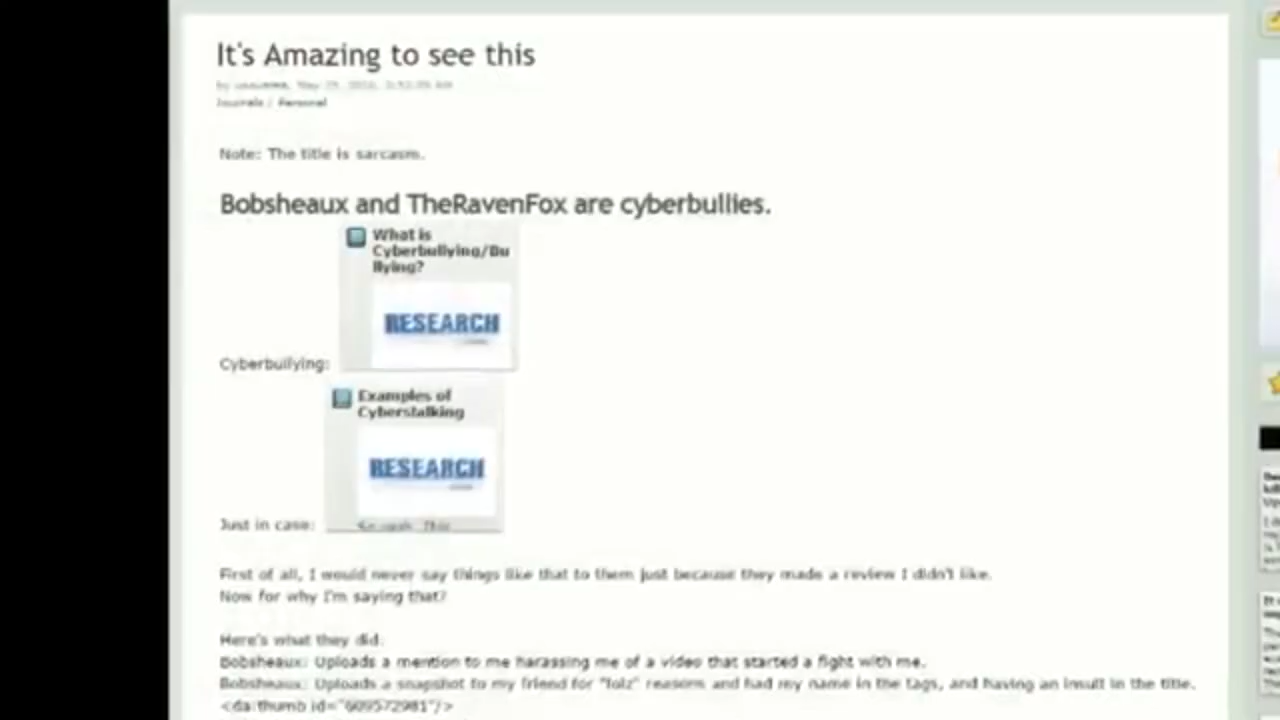 It's Amazing to see this
by
Journals / Personal
Note: The title is sarcasm.
Bobsheaux and TheRavenFox are cyberbullies.
What is
Cyberbullying/Bu
llying?
RESEARCH
Cyberbullying:
Examples of
Cyberstalking
RESEARCH
Just in case:
First of all, I would never say things like that to them just because they made a review I didn't like.
Now for why I'm saying that?
Here's what they did:
Bobsheaux: Uploads a mention to me harassing me of a video that started a fight with me.
Bobsheaux: Uploads a snapshot to my friend for "lolz" reasons and had my name in the tags, and having an insult in the title.
<da:thumb id="609572981"/>